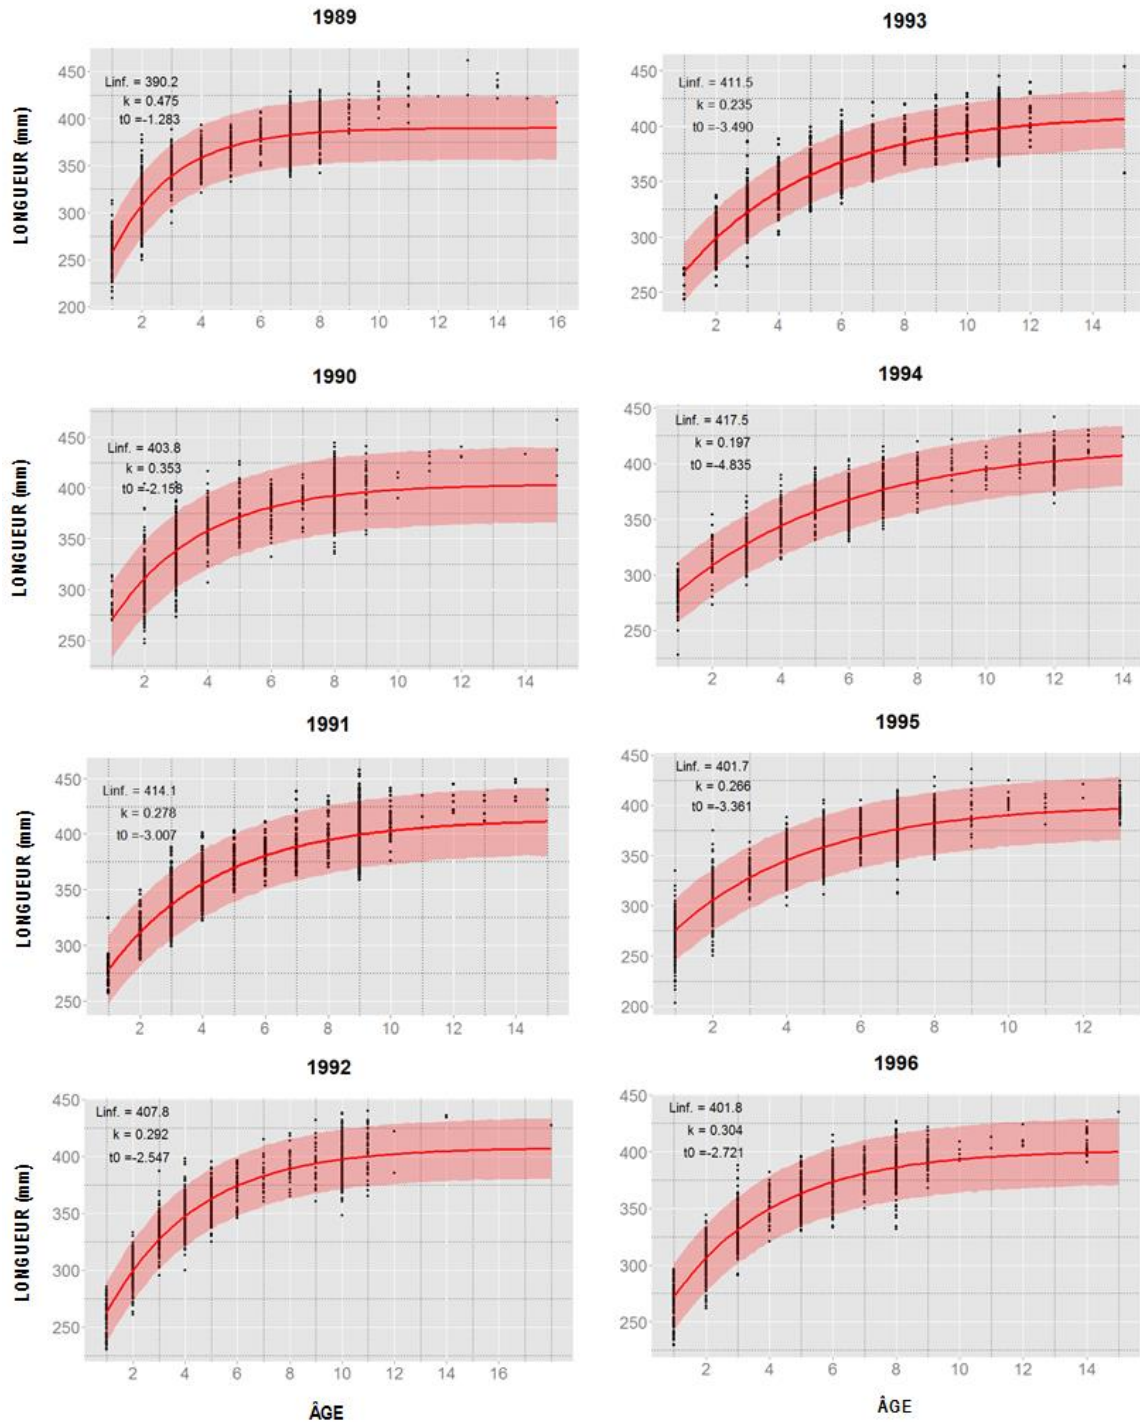 1989
LONGUEUR (mm)
450
400
350
300
250
200
Linf. = 390.2
k = 0.475
t0 =-1.283
2 4 6 8 10 12 14 16
1993
450
400
350
300
250
Linf. = 411.5
k = 0.235
t0 =-3.490
2 4 6 8 10 12 14
1990
LONGUEUR (mm)
450
400
350
300
250
Linf. = 403.8
k = 0.353
t0 =-2.158
2 4 6 8 10 12 14
1994
450
400
350
300
250
Linf. = 417.5
k = 0.197
t0 =-4.835
2 4 6 8 10 12 14
1991
LONGUEUR (mm)
450
400
350
300
250
Linf. = 414.1
k = 0.278
t0 =-3.007
2 4 6 8 10 12 14
1995
450
400
350
300
250
200
Linf. = 401.7
k = 0.266
t0 =-3.361
2 4 6 8 10 12
1992
LONGUEUR (mm)
450
400
350
300
250
Linf. = 407.8
k = 0.292
t0 =-2.547
2 4 6 8 10 12 14 16
ÂGE
1996
450
400
350
300
250
Linf. = 401.8
k = 0.304
t0 =-2.721
2 4 6 8 10 12 14
ÂGE